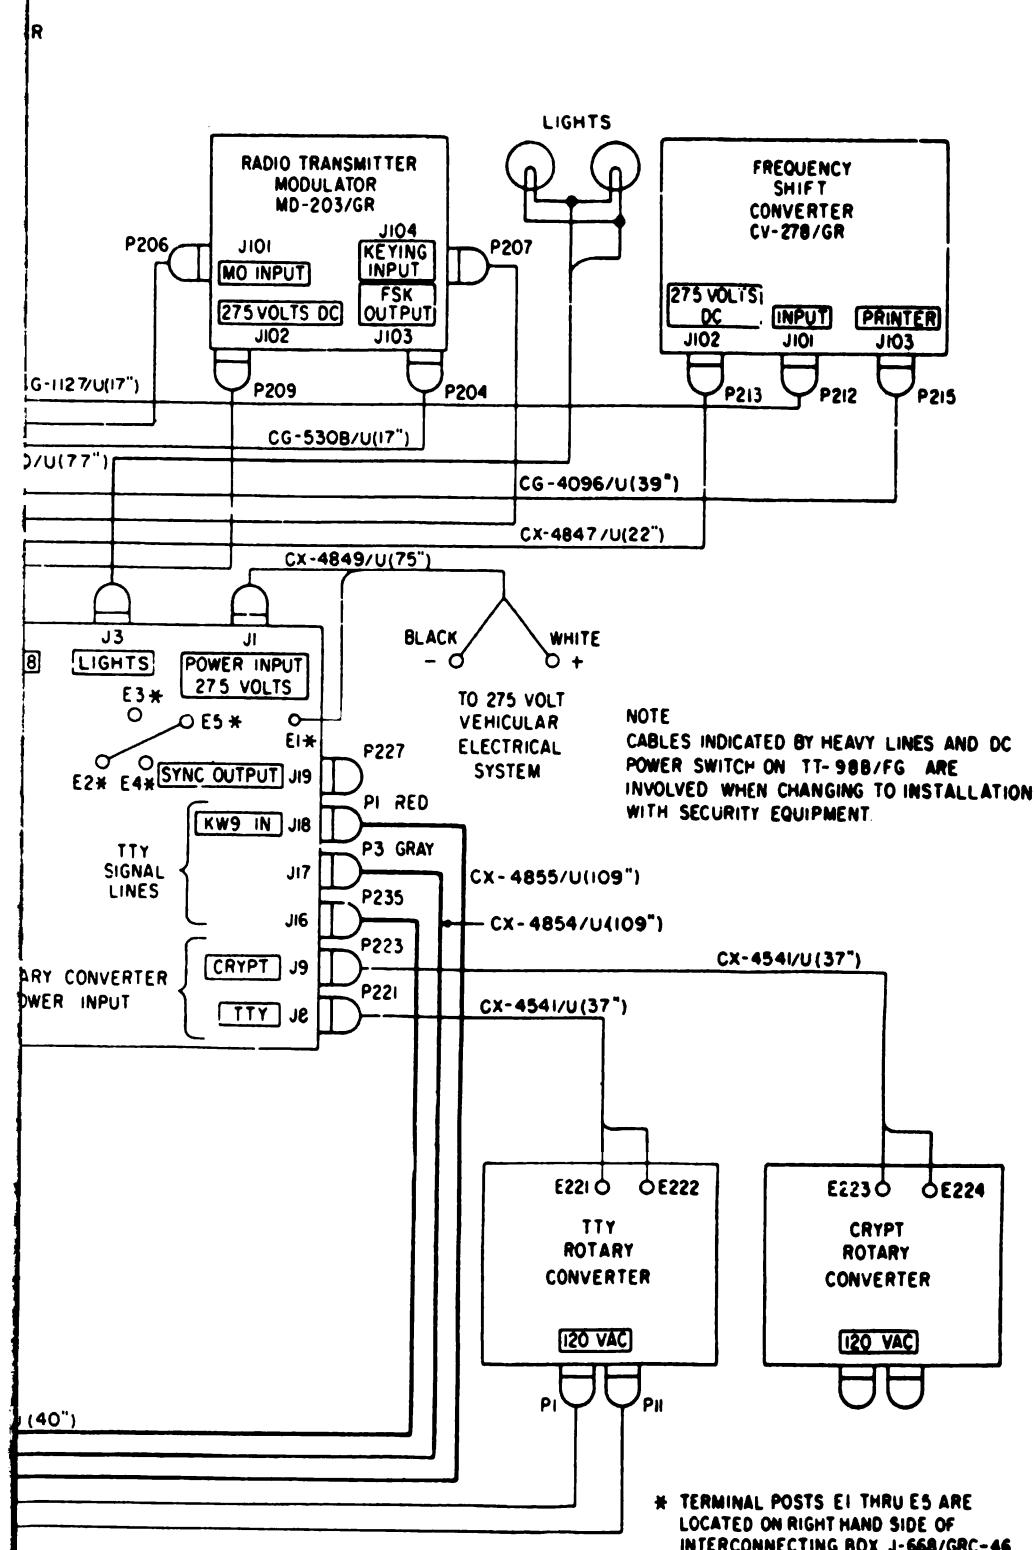 R
LIGHTS
RADIO TRANSMITTER
MODULATOR
MD-203/GR
P206
J101
MO INPUT
J104
KEYING
INPUT
P207
275 VOLTS DC
FSK
OUTPUT
J102
J103
P209
P204
FREQUENCY
SHIFT
CONVERTER
CV-278/GR
275 VOLTS
DC
INPUT
PRINTER
J102
J101
J103
P213
P212
P215
G-1127/U(17")
CG-530B/U(17")
/U(77")
CG-4096/U(39")
CX-4847/U(22")
CX-4849/U(75")
J3
J1
8
LIGHTS
POWER INPUT
275 VOLTS
BLACK
WHITE
- +
TO 275 VOLT
VEHICULAR
ELECTRICAL
SYSTEM
E3*
E5*
E1*
E2* E4*
SYNC OUTPUT J19
P227
NOTE
CABLES INDICATED BY HEAVY LINES AND DC
POWER SWITCH ON TT-98B/FG ARE
INVOLVED WHEN CHANGING TO INSTALLATION
WITH SECURITY EQUIPMENT.
P1 RED
KW9 IN J18
P3 GRAY
TTY
SIGNAL
LINES
J17
CX-4855/U(109")
P235
J16
CX-4854/U(109")
P223
CRYPT J9
CX-4541/U(37")
ARY CONVERTER
OWER INPUT
P221
TTY J8
CX-4541/U(37")
E221 E222
TTY
ROTARY
CONVERTER
120 VAC
P1 P11
E223 E224
CRYPT
ROTARY
CONVERTER
120 VAC
(40")
* TERMINAL POSTS E1 THRU E5 ARE
LOCATED ON RIGHT HAND SIDE OF
INTERCONNECTING BOX J-668/GRC-46